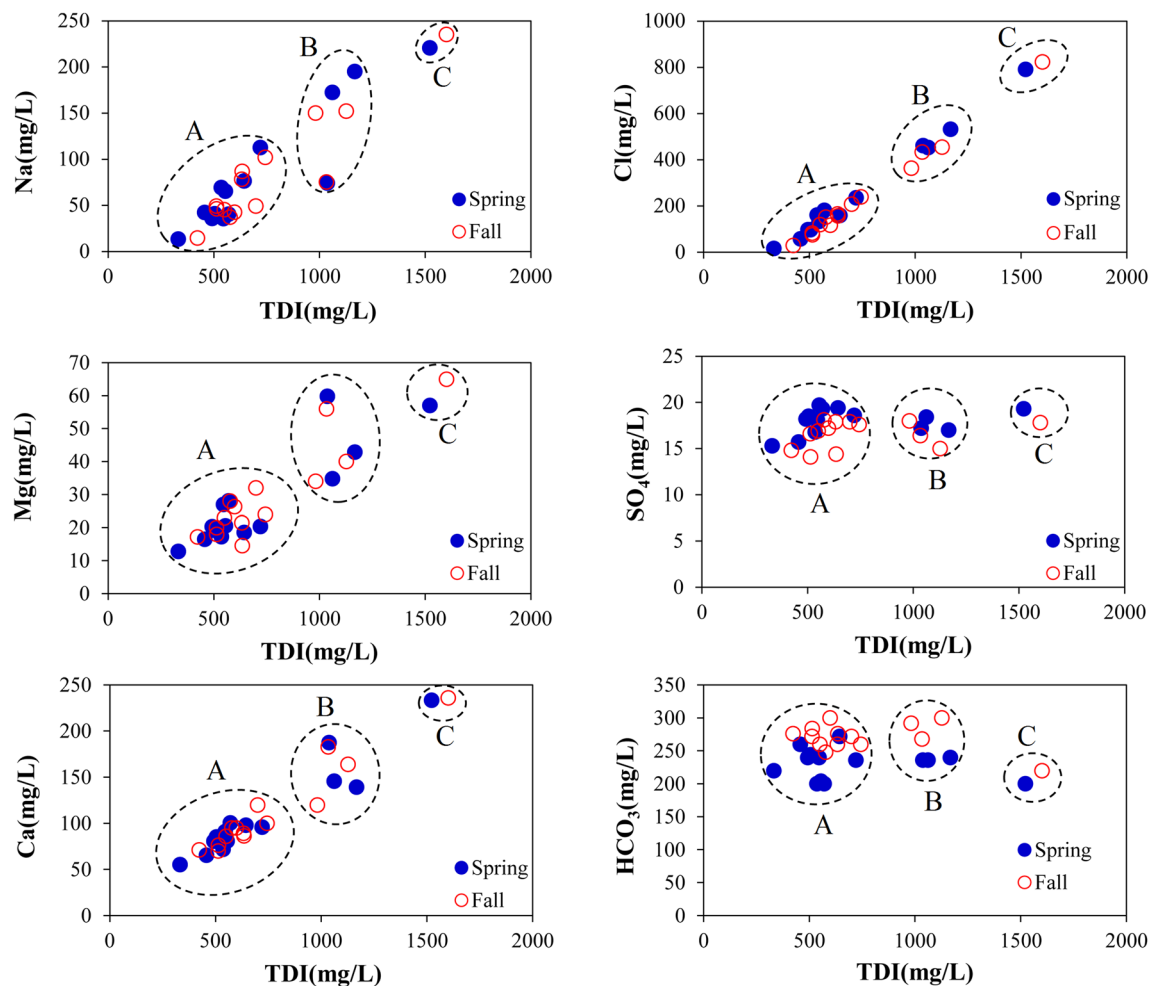 250
200
150
100
50
0
Na(mg/L)
A
B
C
Spring
Fall
0 500 1000 1500 2000
TDI(mg/L)
1000
800
600
400
200
0
Cl(mg/L)
A
B
C
Spring
Fall
0 500 1000 1500 2000
TDI(mg/L)
70
60
50
40
30
20
10
0
Mg(mg/L)
A
B
C
Spring
Fall
0 500 1000 1500 2000
TDI(mg/L)
25
20
15
10
5
0
SO₄(mg/L)
A
B
C
Spring
Fall
0 500 1000 1500 2000
TDI(mg/L)
250
200
150
100
50
0
Ca(mg/L)
A
B
C
Spring
Fall
0 500 1000 1500 2000
TDI(mg/L)
350
300
250
200
150
100
50
0
HCO₃(mg/L)
A
B
C
Spring
Fall
0 500 1000 1500 2000
TDI(mg/L)